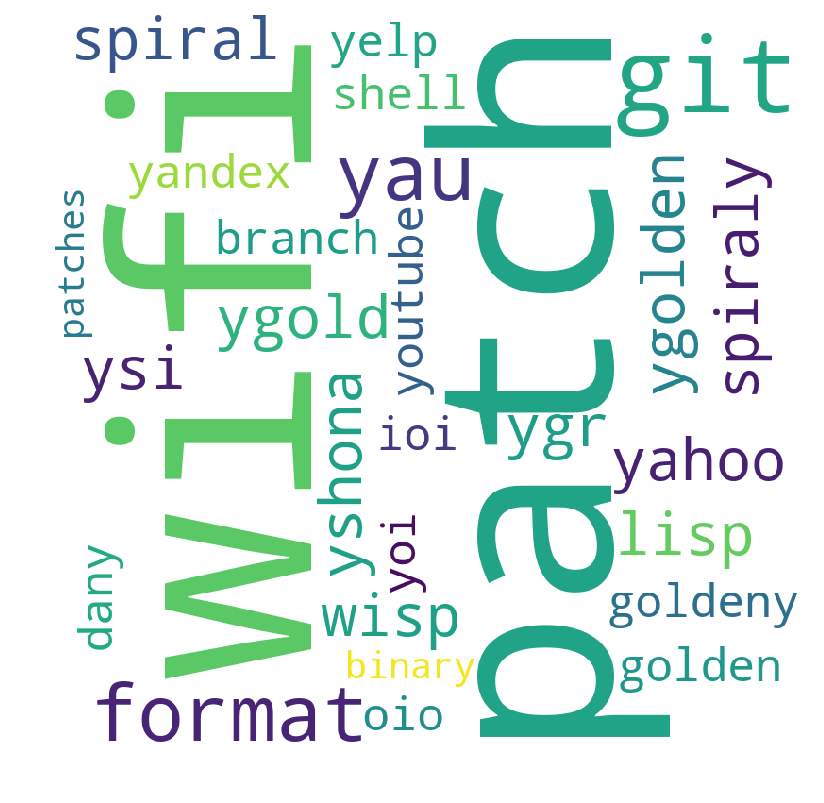 spiral
yelp
git
shell
wifi
patch
yandex
yau
ygolden
spiraly
patches
branch
youtube
ygold
ysi
yshona
ioi
ygr
yahoo
yoi
lisp
dany
wisp
goldeny
binary
golden
format
oio